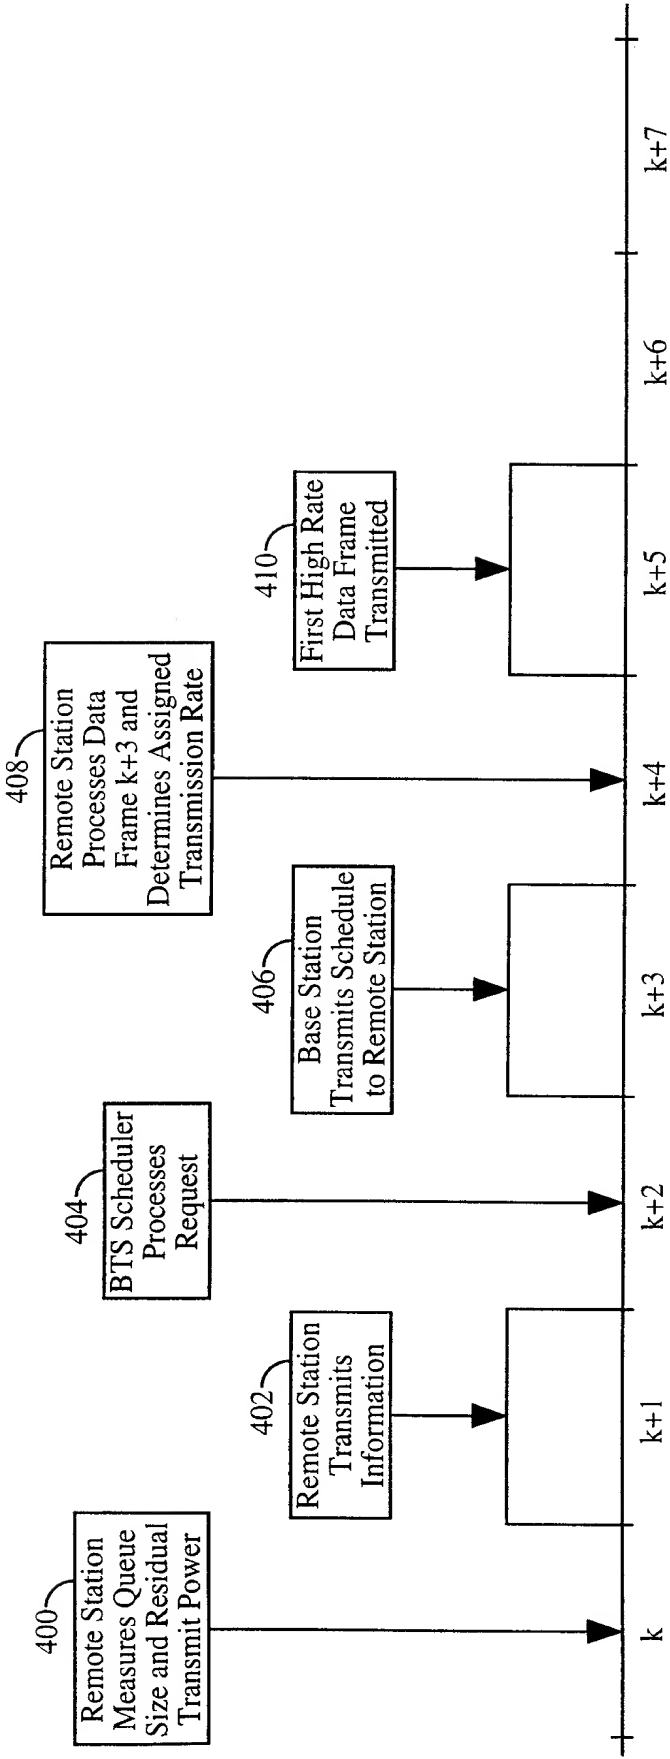 400
Remote Station
Measures Queue
Size and Residual
Transmit Power
402
Remote Station
Transmits
Information
404
BTS Scheduler
Processes
Request
406
Base Station
Transmits Schedule
to Remote Station
408
Remote Station
Processes Data
Frame k+3 and
Determines Assigned
Transmission Rate
410
First High Rate
Data Frame
Transmitted
k
k+1
k+2
k+3
k+4
k+5
k+6
k+7